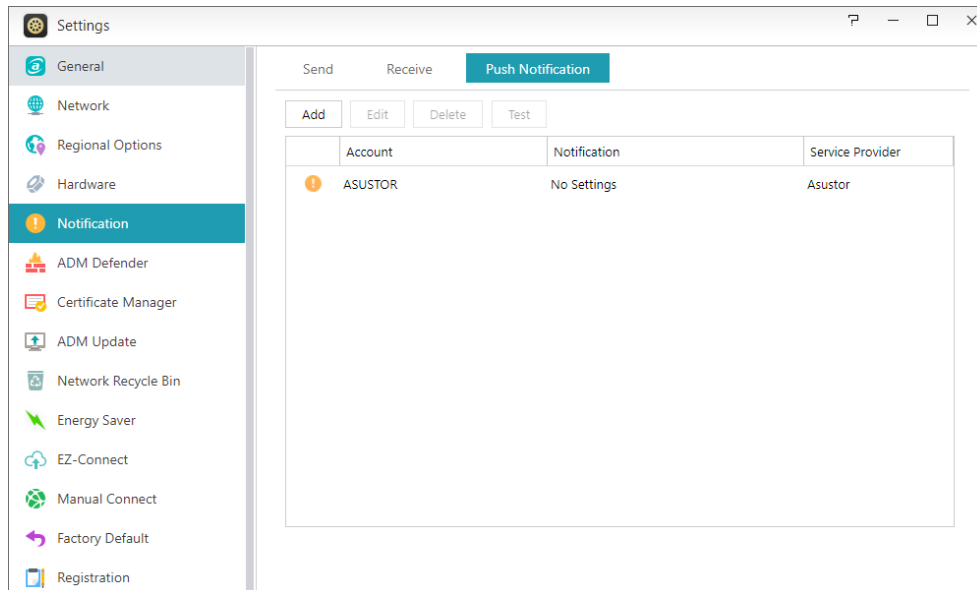 Settings
General
Network
Regional Options
Hardware
Notification
ADM Defender
Certificate Manager
ADM Update
Network Recycle Bin
Energy Saver
EZ-Connect
Manual Connect
Factory Default
Registration
Send Receive Push Notification
Add Edit Delete Test
Account Notification Service Provider
ASUSTOR No Settings Asustor